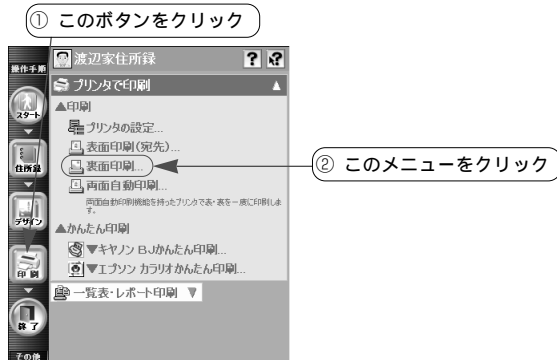 ① このボタンをクリック
操作手順
渡辺家住所録
? ?
プリンタで印刷 ▲
▲印刷
スタート
プリンタの設定...
表面印刷(宛先)...
住所録
裏面印刷...
② このメニューをクリック
両面自動印刷...
両面自動印刷機能を持ったプリンタで表・裏を一度に印刷します。
デザイン
▲かんたん印刷
▼キヤノン BJかんたん印刷...
印刷
▼エプソン カラリオかんたん印刷...
一覧表・レポート印刷 ▼
終了
その他